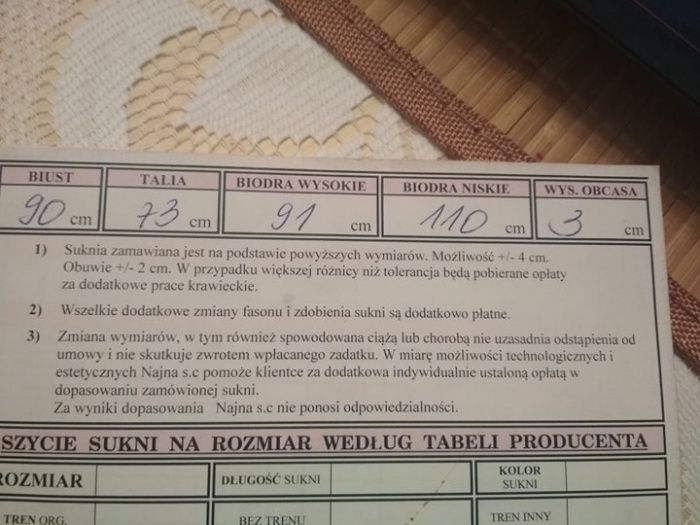 BIUST TALIA BIODRA WYSOKIE BIODRA NISKIE WYS. OBCASA
90 cm 73 cm 91 cm 110 cm 3 cm
1) Suknia zamawiana jest na podstawie powyższych wymiarów. Możliwość +/- 4 cm.
Obuwie +/- 2 cm. W przypadku większej różnicy niż tolerancja będą pobierane opłaty
za dodatkowe prace krawieckie.
2) Wszelkie dodatkowe zmiany fasonu i zdobienia sukni są dodatkowo płatne.
3) Zmiana wymiarów, w tym również spowodowana ciążą lub chorobą nie uzasadnia odstąpienia od
umowy i nie skutkuje zwrotem wpłacanego zadatku. W miarę możliwości technologicznych i
estetycznych Najna s.c pomoże klientce za dodatkowa indywidualnie ustaloną opłatą w
dopasowaniu zamówionej sukni.
Za wyniki dopasowania Najna s.c nie ponosi odpowiedzialności.
SZYCIE SUKNI NA ROZMIAR WEDŁUG TABELI PRODUCENTA
ROZMIAR DŁUGOŚĆ SUKNI KOLOR
SUKNI
TREN ORG. BEZ TRENU TREN INNY